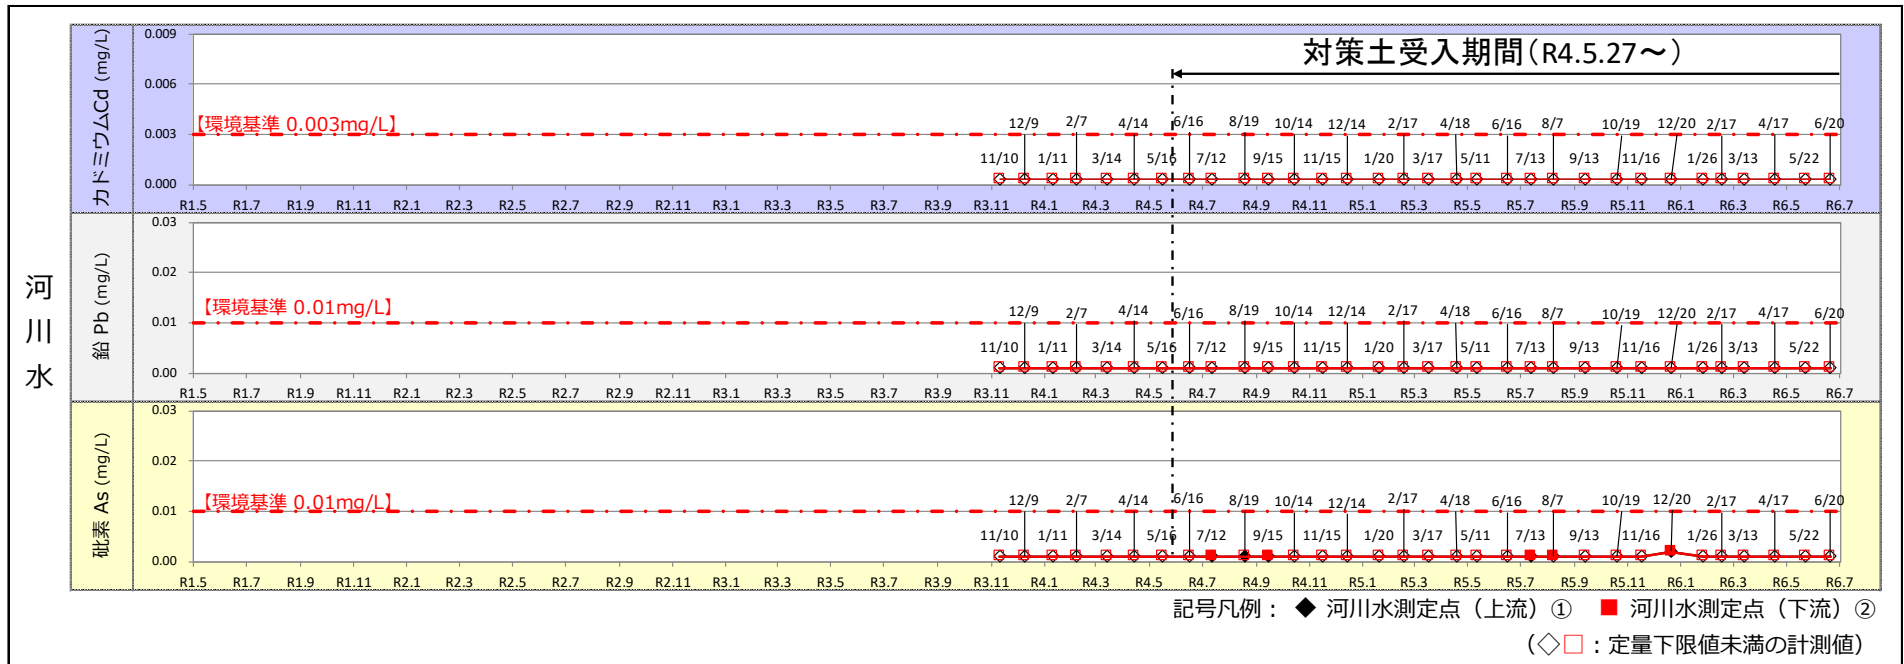 河川水
カドミウムCd (mg/L)
0.009
0.006
0.003
0.000
対策土受入期間（R4.5.27～）
【環境基準 0.003mg/L】
12/9 2/7 4/14 6/16 8/19 10/14 12/14 2/17 4/18 6/16 8/7 10/19 12/20 2/17 4/17 6/20
11/10 1/11 3/14 5/16 7/12 9/15 11/15 1/20 3/17 5/11 7/13 9/13 11/16 1/26 3/13 5/22
R1.5 R1.7 R1.9 R1.11 R2.1 R2.3 R2.5 R2.7 R2.9 R2.11 R3.1 R3.3 R3.5 R3.7 R3.9 R3.11 R4.1 R4.3 R4.5 R4.7 R4.9 R4.11 R5.1 R5.3 R5.5 R5.7 R5.9 R5.11 R6.1 R6.3 R6.5 R6.7
鉛 Pb (mg/L)
0.03
0.02
0.01
0.00
【環境基準 0.01mg/L】
12/9 2/7 4/14 6/16 8/19 10/14 12/14 2/17 4/18 6/16 8/7 10/19 12/20 2/17 4/17 6/20
11/10 1/11 3/14 5/16 7/12 9/15 11/15 1/20 3/17 5/11 7/13 9/13 11/16 1/26 3/13 5/22
R1.5 R1.7 R1.9 R1.11 R2.1 R2.3 R2.5 R2.7 R2.9 R2.11 R3.1 R3.3 R3.5 R3.7 R3.9 R3.11 R4.1 R4.3 R4.5 R4.7 R4.9 R4.11 R5.1 R5.3 R5.5 R5.7 R5.9 R5.11 R6.1 R6.3 R6.5 R6.7
砒素 As (mg/L)
0.03
0.02
0.01
0.00
【環境基準 0.01mg/L】
12/9 2/7 4/14 6/16 8/19 10/14 12/14 2/17 4/18 6/16 8/7 10/19 12/20 2/17 4/17 6/20
11/10 1/11 3/14 5/16 7/12 9/15 11/15 1/20 3/17 5/11 7/13 9/13 11/16 1/26 3/13 5/22
R1.5 R1.7 R1.9 R1.11 R2.1 R2.3 R2.5 R2.7 R2.9 R2.11 R3.1 R3.3 R3.5 R3.7 R3.9 R3.11 R4.1 R4.3 R4.5 R4.7 R4.9 R4.11 R5.1 R5.3 R5.5 R5.7 R5.9 R5.11 R6.1 R6.3 R6.5 R6.7
記号凡例： ◆ 河川水測定点（上流）① ■ 河川水測定点（下流）②
（◇□：定量下限値未満の計測値）